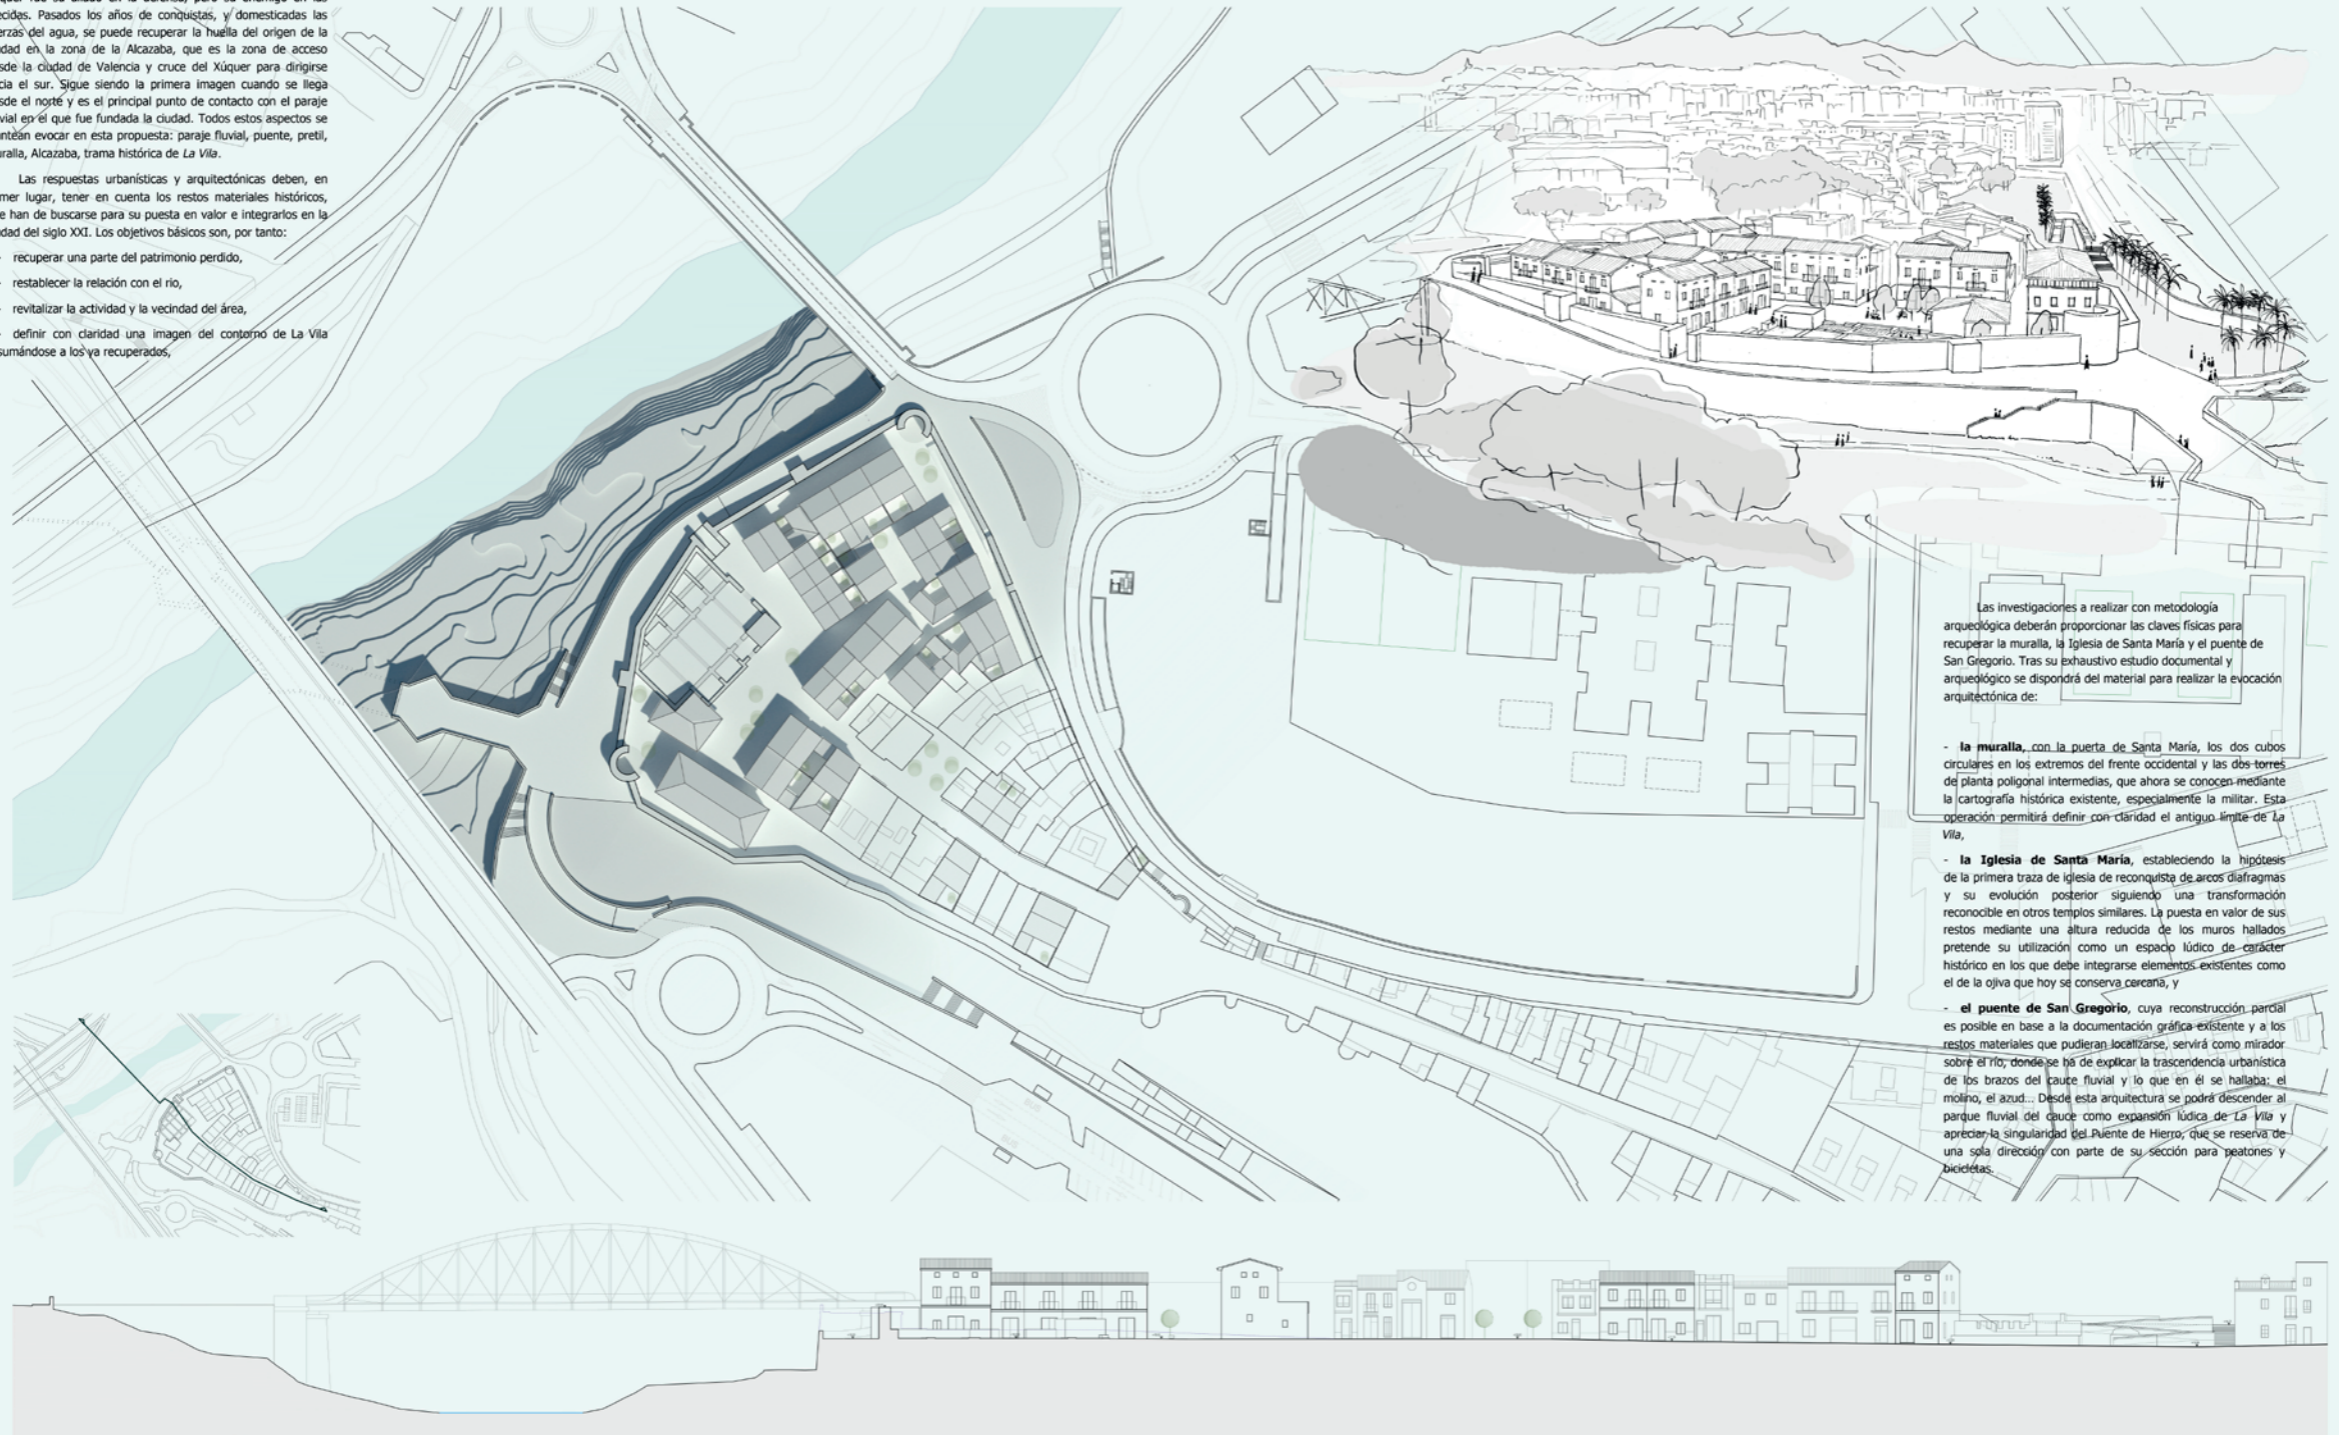 fue su aliado en la defensa, pero su enemigo en las
Pasados los años de conquistas, y domesticadas las
del agua, se puede recuperar la huella del origen de la
en la zona de la Alcazaba, que es la zona de acceso
la ciudad de Valencia y cruce del Xúquer para dirigirse
el sur. Sigue siendo la primera imagen cuando se llega
el norte y es el principal punto de contacto con el paraje
en el que fue fundada la ciudad. Todos estos aspectos se
evocar en esta propuesta: paraje fluvial, puente, pretil,
Alcazaba, trama histórica de La Vila.
Las respuestas urbanísticas y arquitectónicas deben, en
lugar, tener en cuenta los restos materiales históricos,
han de buscarse para su puesta en valor e integrarlos en la
del siglo XXI. Los objetivos básicos son, por tanto:
recuperar una parte del patrimonio perdido,
restablecer la relación con el rio,
revitalizar la actividad y la vecindad del área,
definir con claridad una imagen del contorno de La Vila
sumándose a los ya recuperados,
Las investigaciones a realizar con metodología
arqueológica deberán proporcionar las claves físicas para
recuperar la muralla, la Iglesia de Santa María y el puente de
San Gregorio. Tras su exhaustivo estudio documental y
arqueológico se dispondrá del material para realizar la evocación
arquitectónica de:
- la muralla, con la puerta de Santa María, los dos cubos
circulares en los extremos del frente occidental y las dos torres
de planta poligonal intermedias, que ahora se conocen mediante
la cartografía histórica existente, especialmente la militar. Esta
operación permitirá definir con claridad el antiguo límite de La
Vila,
- la Iglesia de Santa María, estableciendo la hipótesis
de la primera traza de iglesia de reconquista de arcos diafragmas
y su evolución posterior siguiendo una transformación
reconocible en otros templos similares. La puesta en valor de sus
restos mediante una altura reducida de los muros hallados
pretende su utilización como un espacio lúdico de carácter
histórico en los que debe integrarse elementos existentes como
el de la ojiva que hoy se conserva cercana, y
- el puente de San Gregorio, cuya reconstrucción parcial
es posible en base a la documentación gráfica existente y a los
restos materiales que pudieran localizarse, servirá como mirador
sobre el río, donde se ha de explicar la trascendencia urbanística
de los brazos del cauce fluvial y lo que en él se hallaba: el
molino, el azud... Desde esta arquitectura se podrá descender al
parque fluvial del cauce como expansión lúdica de La Vila y
apreciar la singularidad del Puente de Hierro, que se reserva de
una sola dirección con parte de su sección para peatones y
bicicletas.